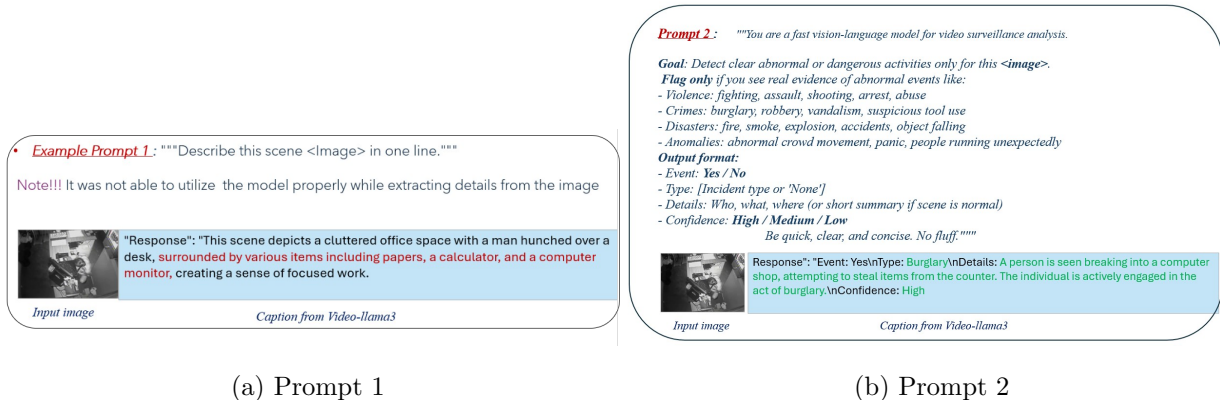 • Example Prompt 1 : """Describe this scene <Image> in one line."""
Note!!! It was not able to utilize the model properly while extracting details from the image
"Response": "This scene depicts a cluttered office space with a man hunched over a
desk, surrounded by various items including papers, a calculator, and a computer
monitor, creating a sense of focused work.
Input image
Caption from Video-llama3
(a) Prompt 1
Prompt 2 : ""You are a fast vision-language model for video surveillance analysis.
Goal: Detect clear abnormal or dangerous activities only for this <image>.
Flag only if you see real evidence of abnormal events like:
- Violence: fighting, assault, shooting, arrest, abuse
- Crimes: burglary, robbery, vandalism, suspicious tool use
- Disasters: fire, smoke, explosion, accidents, object falling
- Anomalies: abnormal crowd movement, panic, people running unexpectedly
Output format:
- Event: Yes / No
- Type: [Incident type or 'None']
- Details: Who, what, where (or short summary if scene is normal)
- Confidence: High / Medium / Low
Be quick, clear, and concise. No fluff."""
Response": "Event: Yes\nType: Burglary\nDetails: A person is seen breaking into a computer
shop, attempting to steal items from the counter. The individual is actively engaged in the
act of burglary.\nConfidence: High
Input image
Caption from Video-llama3
(b) Prompt 2